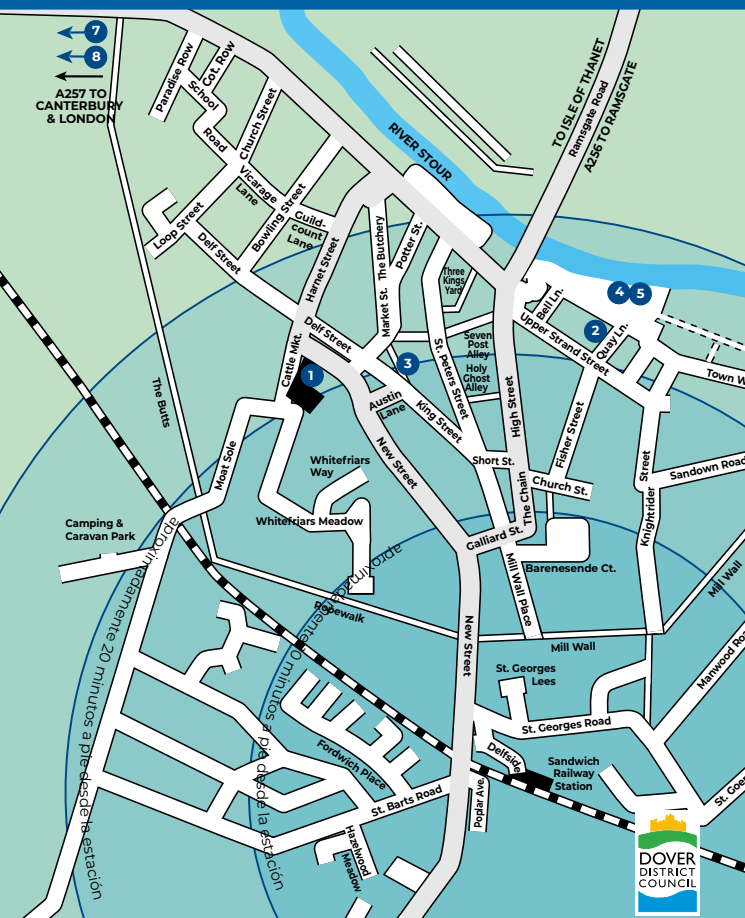 7
8
A257 TO
CANTERBURY
& LONDON
Paradise Row
Cot. Row
School
Road
Church Street
Vicarage
Lane
Loop Street
Bowling Street
Guild-
count
Lane
Delf Street
Harnet Street
RIVER STOUR
TO ISLE OF THANET
Ramsgate Road
A256 TO RAMSGATE
Market St.
The Butchery
Potter St.
Three
Kings
Yard
4
5
Bell Ln.
2
Quay Ln.
Upper Strand Street
Town W
Delf Street
Cattle Mkt.
1
3
Seven
Post
Alley
Holy
Ghost
Alley
St. Peters Street
High Street
Austin
Lane
King Street
The Butts
New Street
Fisher Street
Short St.
Church St.
The Chain
Knightrider
Street
Sandown Road
Moat Sole
Whitefriars
Way
Whitefriars Meadow
Camping &
Caravan Park
Galliard St.
Mill Wall Place
Barenesende Ct.
Mill Wall
Ropewalk
Mill Wall
New Street
Manwood Ro
St. Georges
Lees
St. Georges Road
Delfside
Sandwich
Railway
Station
St. Goe
Fordwich Place
St. Barts Road
Poplar Ave.
Hazelwood
Meadow
aproximadamente 20 minutos a pie desde la estación
aproximadamente 10 minutos a pie desde la estación
DOVER
DISTRICT
COUNCIL